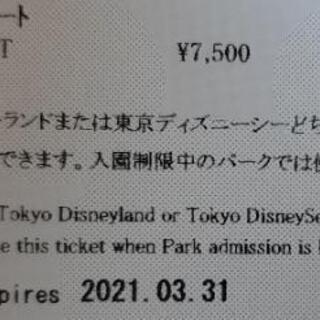 ート
T ¥7,500
ーランドまたは東京ディズニーシーどち
できます。入園制限中のパークでは使
Tokyo Disneyland or Tokyo DisneySe
e this ticket when Park admission is
pires 2021.03.31